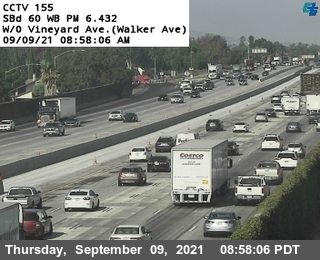 CCTV 155
SBd 60 WB PM 6.432
W/O Vineyard Ave.(Walker Ave)
09/09/21 08:58:06 AM
COSTCO
Thursday, September 09, 2021 08:58:06 PDT